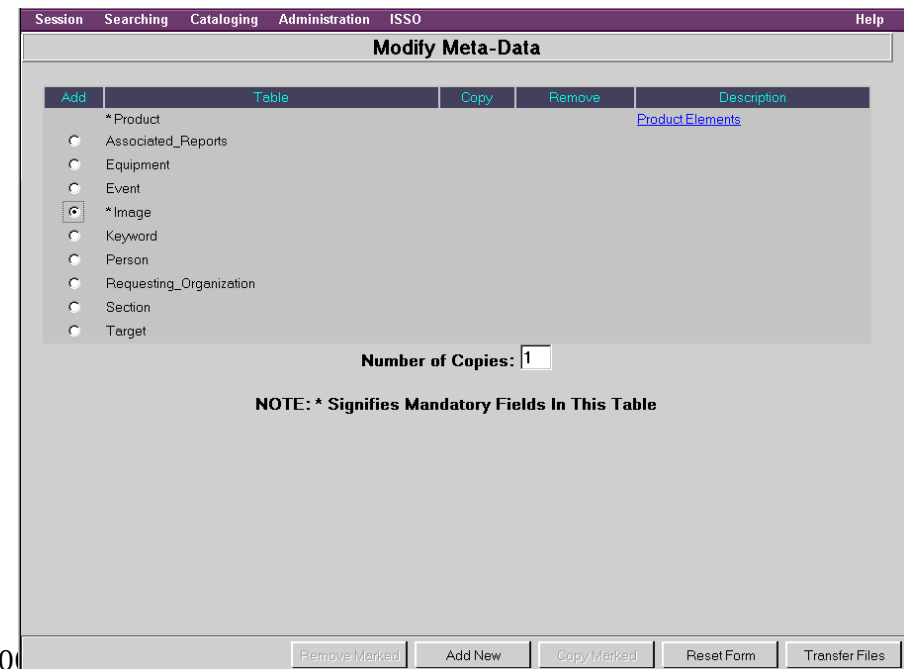 Session Searching Cataloging Administration ISSO Help
Modify Meta-Data
Add Table Copy Remove Description
* Product Product Elements
Associated_Reports
Equipment
Event
* Image
Keyword
Person
Requesting_Organization
Section
Target
Number of Copies: 1
NOTE: * Signifies Mandatory Fields In This Table
Remove Marked Add New Copy Marked Reset Form Transfer Files